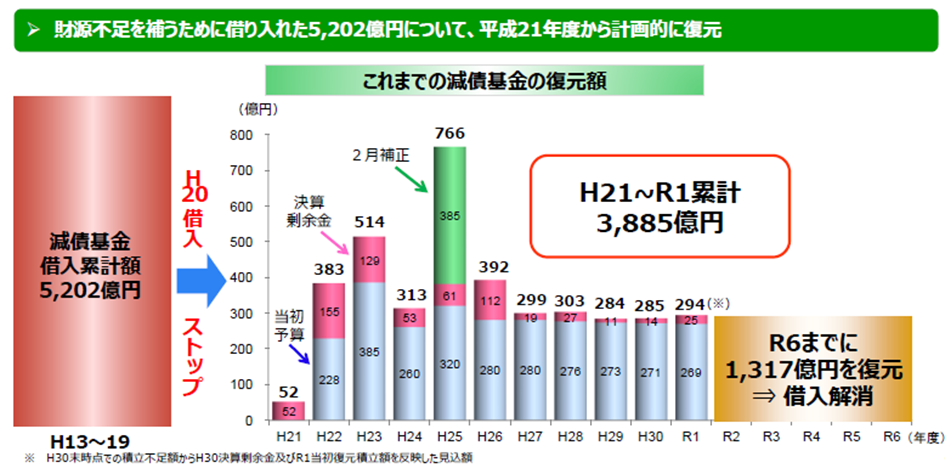 ➢ 財源不足を補うために借り入れた5,202億円について、平成21年度から計画的に復元
これまでの減債基金の復元額
(億円)
800
700
600
500
400
300
200
100
0
減債基金
借入累計額
5,202億円
H13～19
H20借入
ストップ
当初
予算
決算
剰余金
２月補正
52
52
383
155
228
514
129
385
313
53
260
766
385
61
320
392
112
280
299
19
280
303
27
276
284
11
273
285
14
271
294(※)
25
269
H21~R1累計
3,885億円
R6までに
1,317億円を復元
⇒ 借入解消
H21 H22 H23 H24 H25 H26 H27 H28 H29 H30 R1 R2 R3 R4 R5 R6 (年度)
※ H30末時点での積立不足額からH30決算剰余金及びR1当初復元積立額を反映した見込額